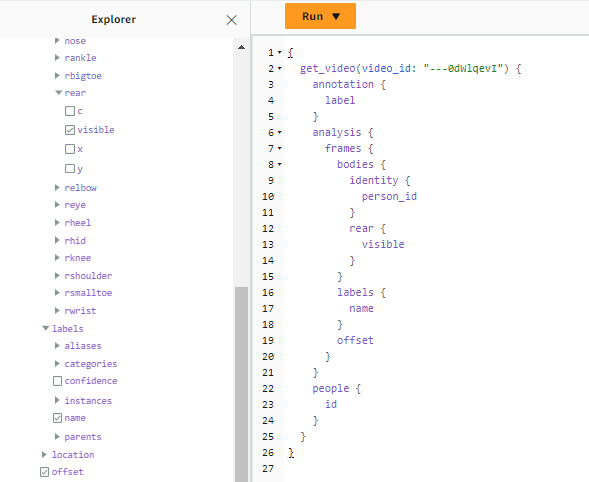 Explorer
nose
rankle
rbigtoe
rear
c
visible
x
y
relbow
reye
rheel
rhid
rknee
rshoulder
rsmalltoe
rwrist
labels
aliases
categories
confidence
instances
name
parents
location
offset
Run
1 {
2 get_video(video_id: "---0dWlqevI") {
3 annotation {
4 label
5 }
6 analysis {
7 frames {
8 bodies {
9 identity {
10 person_id
11 }
12 rear {
13 visible
14 }
15 }
16 labels {
17 name
18 }
19 offset
20 }
21 }
22 people {
23 id
24 }
25 }
26 }
27